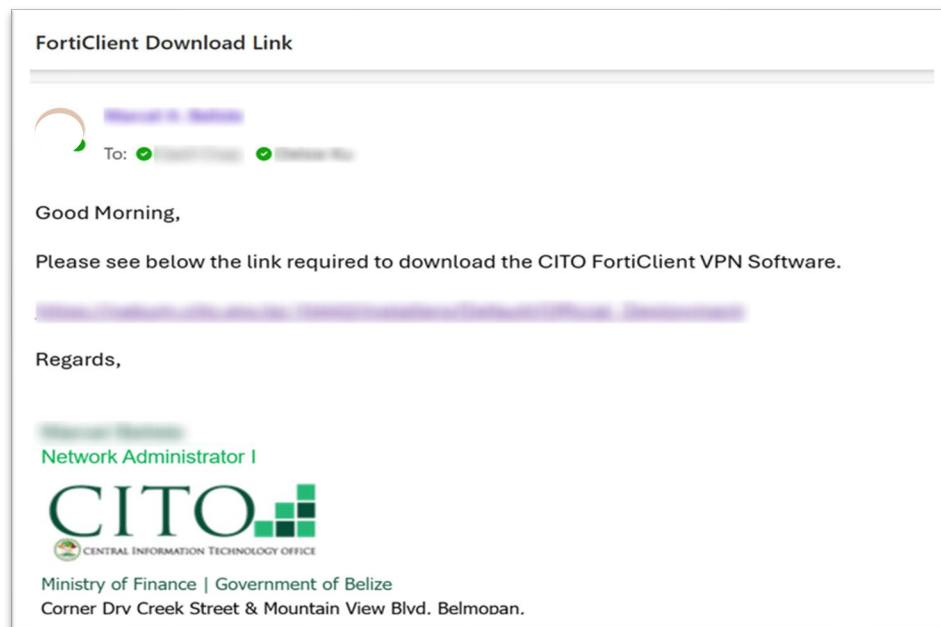 FortiClient Download Link
To:
Good Morning,
Please see below the link required to download the CITO FortiClient VPN Software.
Regards,
Network Administrator I
CITO
CENTRAL INFORMATION TECHNOLOGY OFFICE
Ministry of Finance | Government of Belize
Corner Dry Creek Street & Mountain View Blvd. Belmopan.